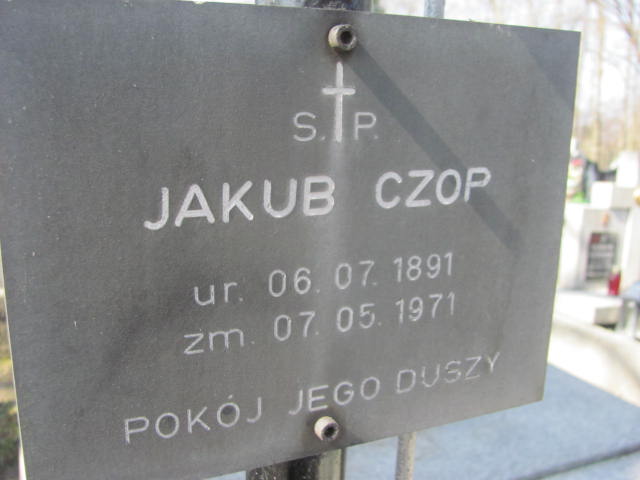 S. P.
JAKUB CZOP
ur. 06.07.1891
zm. 07.05.1971
POKÓJ JEGO DUSZY